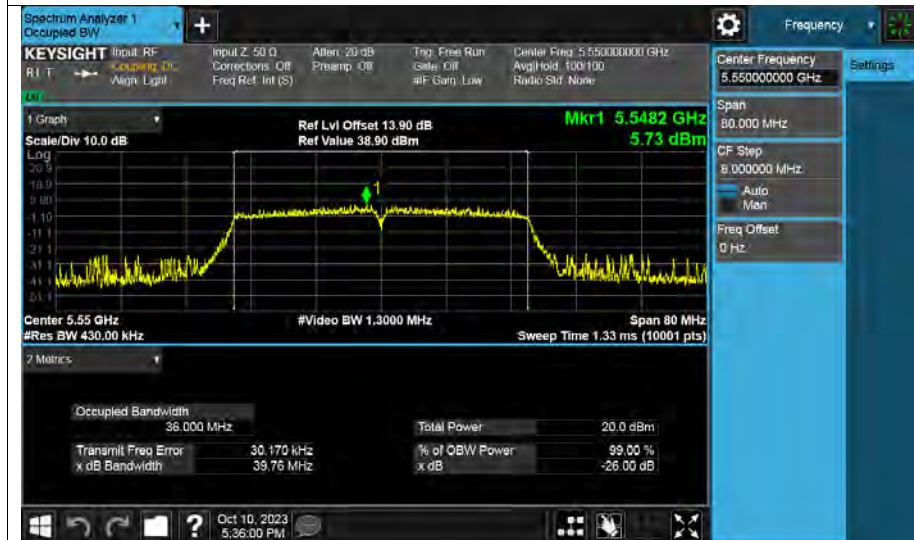 Spectrum Analyzer 1
Occupied BW
+
Frequency
KEYSIGHT Input: RF
Coupling: DC
Align: Light
Input Z: 50 Ω
Corrections: Off
Freq Ref: Int (S)
Atten: 20 dB
Preamp: Off
Trig: Free Run
Gate: Off
#IF Gain: Low
Center Freq: 5.550000000 GHz
Avg|Hold: 100/100
Radio Std: None
Center Frequency
5.550000000 GHz
Settings
Span
80.000 MHz
CF Step
8.000000 MHz
Auto
Man
Freq Offset
0 Hz
1 Graph
Scale/Div 10.0 dB
Ref Lvl Offset 13.90 dB
Ref Value 38.90 dBm
Mkr1 5.5482 GHz
5.73 dBm
Log
1
Center 5.55 GHz
#Res BW 430.00 kHz
#Video BW 1.3000 MHz
Span 80 MHz
Sweep Time 1.33 ms (10001 pts)
2 Metrics
Occupied Bandwidth
36.000 MHz
Total Power 20.0 dBm
Transmit Freq Error 30.170 kHz
% of OBW Power 99.00 %
x dB Bandwidth 39.76 MHz
x dB -26.00 dB
?
Oct 10, 2023
5:36:00 PM